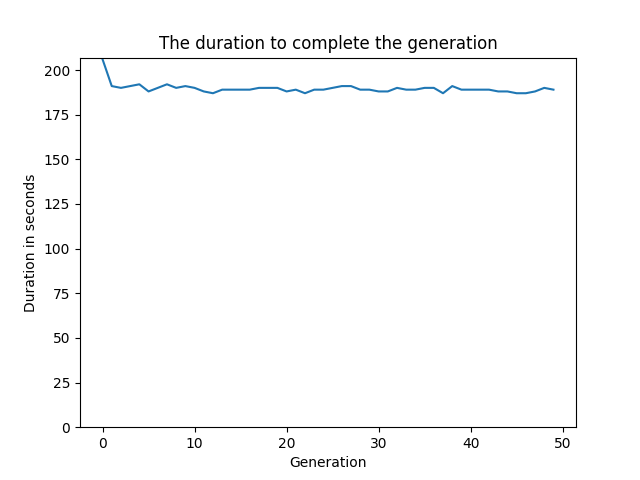 The duration to complete the generation
200
175
150
125
100
75
50
25
0
Duration in seconds
0 10 20 30 40 50
Generation